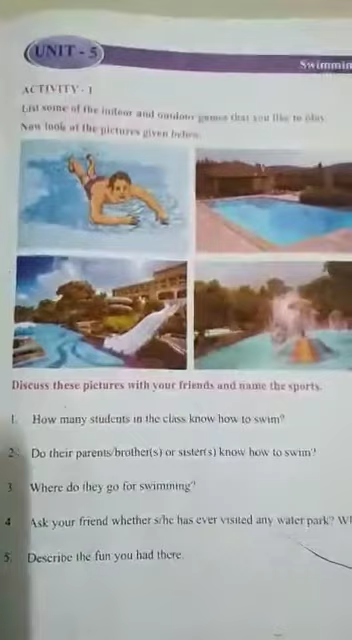 UNIT - 5
Swimmin
ACTIVITY - 1
List some of the indoor and outdoor games that you like to play.
Now look at the pictures given below.
Discuss these pictures with your friends and name the sports.
1. How many students in the class know how to swim?
2. Do their parents/brother(s) or sister(s) know how to swim?
3. Where do they go for swimming?
4. Ask your friend whether s/he has ever visited any water park? Wh
5. Describe the fun you had there.